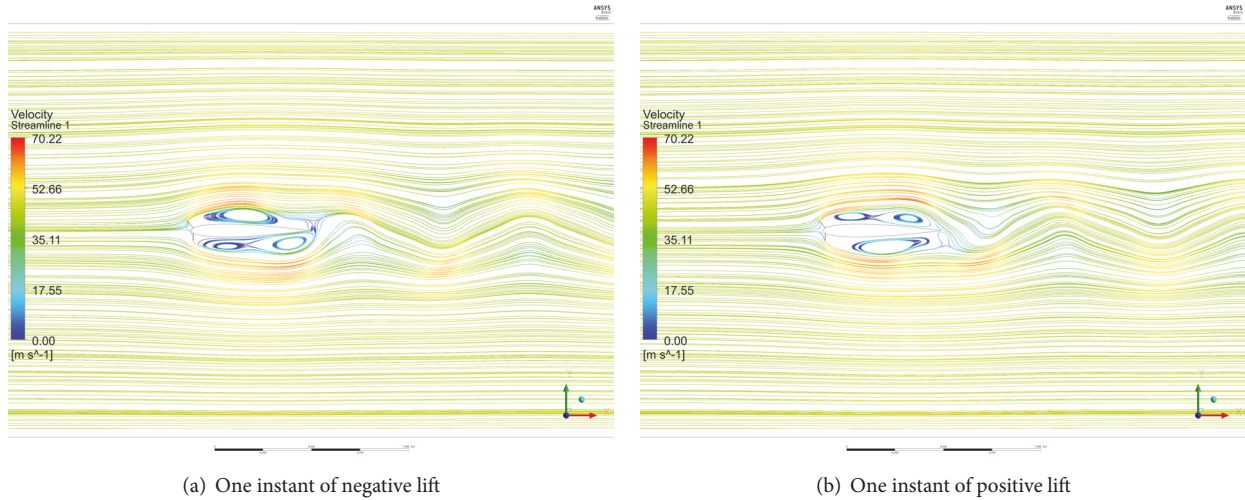 ANSYS
Velocity
Streamline 1
70.22
52.66
35.11
17.55
0.00
[m s^-1]
Y
X
(a) One instant of negative lift
ANSYS
Velocity
Streamline 1
70.22
52.66
35.11
17.55
0.00
[m s^-1]
Y
X
(b) One instant of positive lift